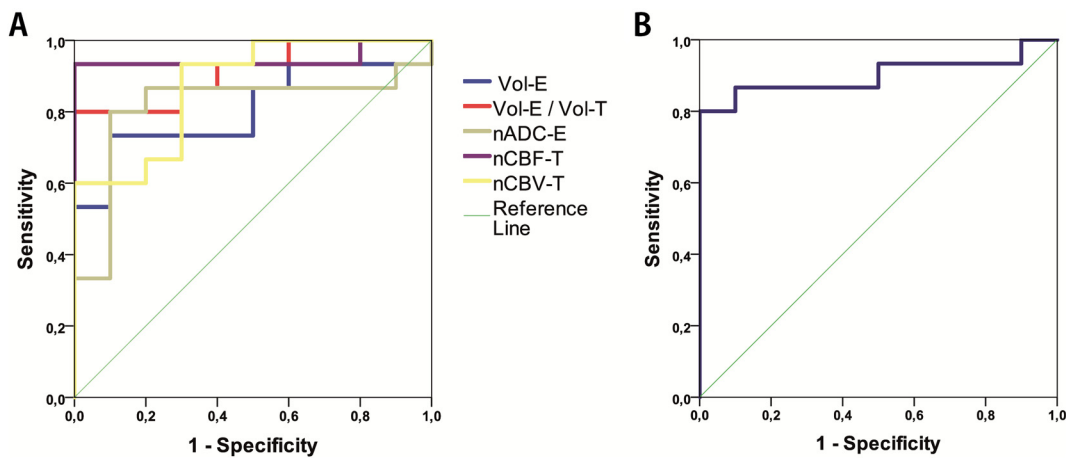 A
1,0
0,8
0,6
0,4
0,2
0,0
Sensitivity
0,0 0,2 0,4 0,6 0,8 1,0
1 - Specificity
Vol-E
Vol-E / Vol-T
nADC-E
nCBF-T
nCBV-T
Reference
Line
B
1,0
0,8
0,6
0,4
0,2
0,0
Sensitivity
0,0 0,2 0,4 0,6 0,8 1,0
1 - Specificity